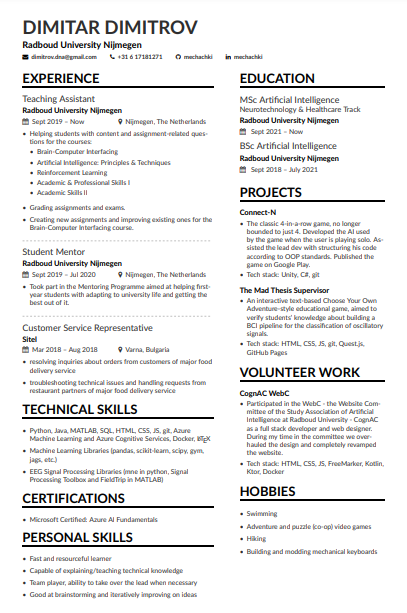 DIMITAR DIMITROV
Radboud University Nijmegen
dimitrov.dna@gmail.com +31 6 17181271 mechachki mechachki
EXPERIENCE
Teaching Assistant
Radboud University Nijmegen
Sept 2019 – Now Nijmegen, The Netherlands
• Helping students with content and assignment-related ques-
tions for the courses:
• Brain-Computer Interfacing
• Artificial Intelligence: Principles & Techniques
• Reinforcement Learning
• Academic & Professional Skills I
• Academic Skills II
• Grading assignments and exams.
• Creating new assignments and improving existing ones for the
Brain-Computer Interfacing course.
Student Mentor
Radboud University Nijmegen
Sept 2019 – Jul 2020 Nijmegen, The Netherlands
• Took part in the Mentoring Programme aimed at helping first-
year students with adapting to university life and getting the
best out of it.
Customer Service Representative
Sitel
Mar 2018 – Aug 2018 Varna, Bulgaria
• resolving inquiries about orders from customers of major food
delivery service
• troubleshooting technical issues and handling requests from
restaurant partners of major food delivery service
TECHNICAL SKILLS
• Python, Java, MATLAB, SQL, HTML, CSS, JS, git, Azure
Machine Learning and Azure Cognitive Services, Docker, LATEX
• Machine Learning Libraries (pandas, scikit-learn, scipy, gym,
jags, etc.)
• EEG Signal Processing Libraries (mne in python, Signal
Processing Toolbox and FieldTrip in MATLAB)
CERTIFICATIONS
• Microsoft Certified: Azure AI Fundamentals
PERSONAL SKILLS
• Fast and resourceful learner
• Capable of explaining/teaching technical knowledge
• Team player, ability to take over the lead when necessary
• Good at brainstorming and iteratively improving on ideas
EDUCATION
MSc Artificial Intelligence
Neurotechnology & Healthcare Track
Radboud University Nijmegen
Sept 2021 – Now
BSc Artificial Intelligence
Radboud University Nijmegen
Sept 2018 – July 2021
PROJECTS
Connect-N
• The classic 4-in-a-row game, no longer
bounded to just 4. Developed the AI used
by the game when the user is playing solo. As-
sisted the lead dev with structuring his code
according to OOP standards. Published the
game on Google Play.
• Tech stack: Unity, C#, git
The Mad Thesis Supervisor
• An interactive text-based Choose Your Own
Adventure-style educational game, aimed to
verify students' knowledge about building a
BCI pipeline for the classification of oscillatory
signals.
• Tech stack: HTML, CSS, JS, git, Quest.js,
GitHub Pages
VOLUNTEER WORK
CognAC WebC
• Participated in the WebC - the Website Com-
mittee of the Study Association of Artificial
Intelligence at Radboud University - CognAC
as a full stack developer and web designer.
During my time in the committee we over-
hauled the design and completely revamped
the website.
• Tech stack: HTML, CSS, JS, FreeMarker, Kotlin,
Ktor, Docker
HOBBIES
• Swimming
• Adventure and puzzle (co-op) video games
• Hiking
• Building and modding mechanical keyboards